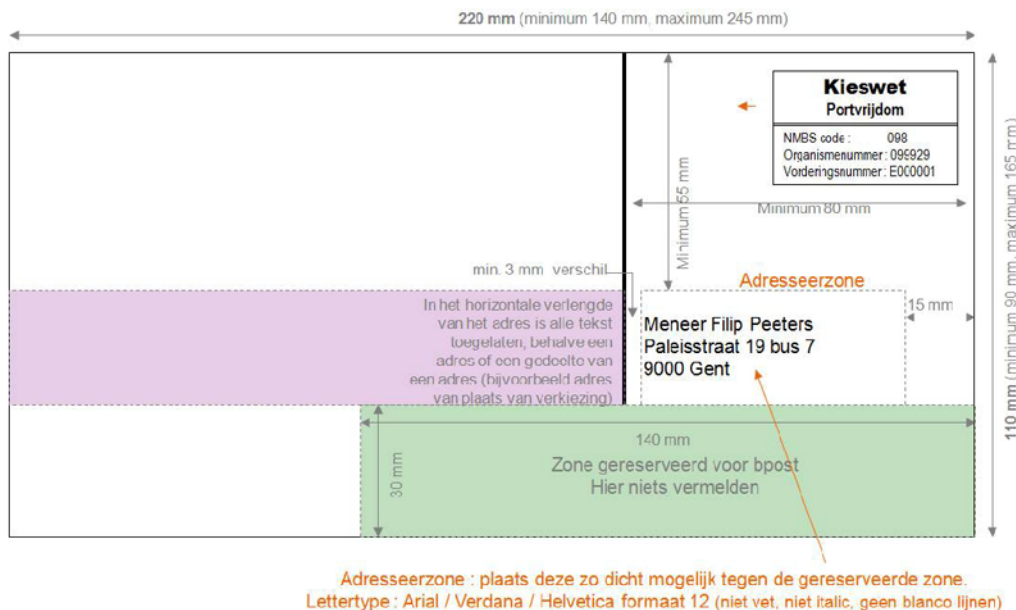 220 mm (minimum 140 mm, maximum 245 mm)
Kieswet
Portvrijdom
NMBS code : 098
Organismenummer : 099929
Vorderingsnummer : E000001
Minimum 55 mm
Minimum 80 mm
110 mm (minimum 90 mm, maximum 165 mm)
min. 3 mm verschil
Adresseerzone
15 mm
In het horizontale verlengde
van het adres is alle tekst
toegelaten, behalve een
adres of een gedeelte van
een adres (bijvoorbeeld adres
van plaats van verkiezing)
Meneer Filip Peeters
Paleisstraat 19 bus 7
9000 Gent
140 mm
30 mm
Zone gereserveerd voor bpost
Hier niets vermelden
Adresseerzone : plaats deze zo dicht mogelijk tegen de gereserveerde zone.
Lettertype : Arial / Verdana / Helvetica formaat 12 (niet vet, niet italic, geen blanco lijnen)